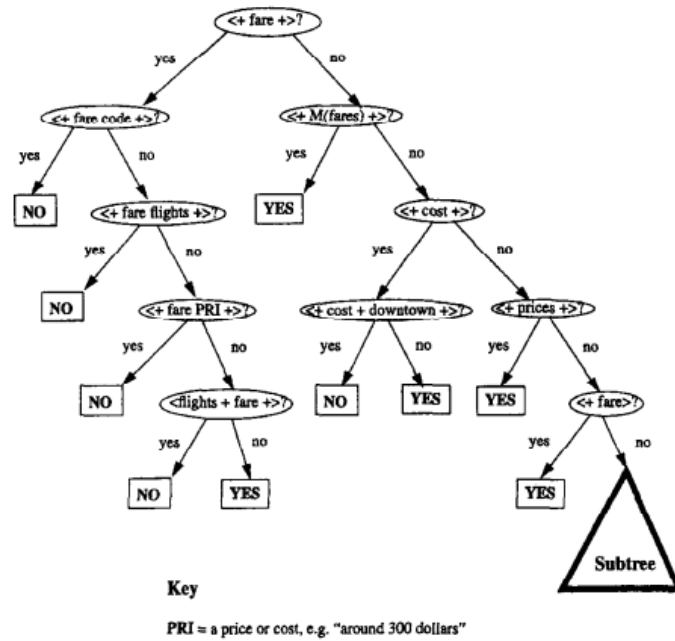 <+ fare +>?
yes no
<+ fare code +>? <+ M(fares) +>?
yes no yes no
NO <+ fare flights +>? YES <+ cost +>?
yes no yes no
NO <+ fare PRI +>? <+ cost + downtown +>? <+ prices +>?
yes no yes no yes no
NO <flights + fare +>? NO YES YES <+ fare>?
yes no yes no
NO YES YES
Subtree
Key
PRI = a price or cost, e.g. "around 300 dollars"